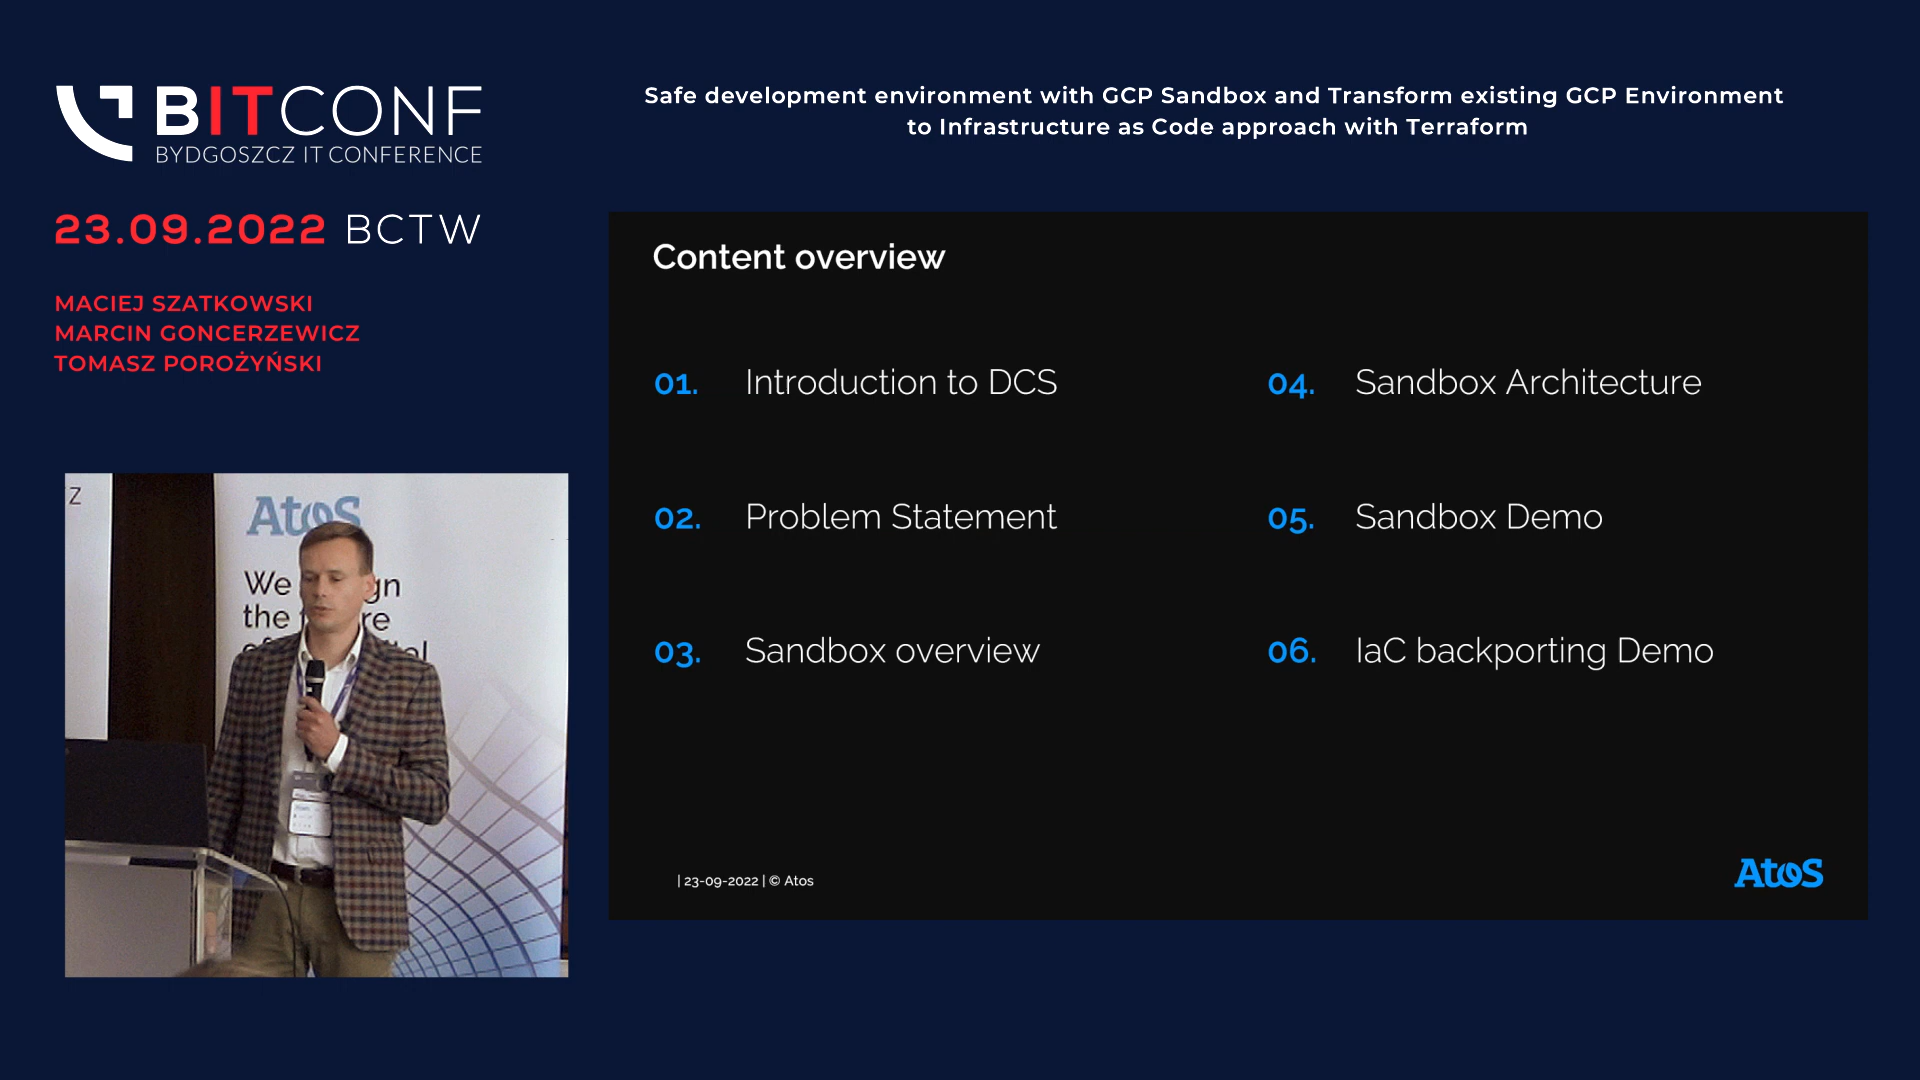 BITCONF
BYDGOSZCZ IT CONFERENCE
Safe development environment with GCP Sandbox and Transform existing GCP Environment
to Infrastructure as Code approach with Terraform
23.09.2022 BCTW
MACIEJ SZATKOWSKI
MARCIN GONCERZEWICZ
TOMASZ POROŻYŃSKI
Content overview
01. Introduction to DCS
02. Problem Statement
03. Sandbox overview
04. Sandbox Architecture
05. Sandbox Demo
06. IaC backporting Demo
| 23-09-2022 | © Atos
Atos
Z
Atos
We
the